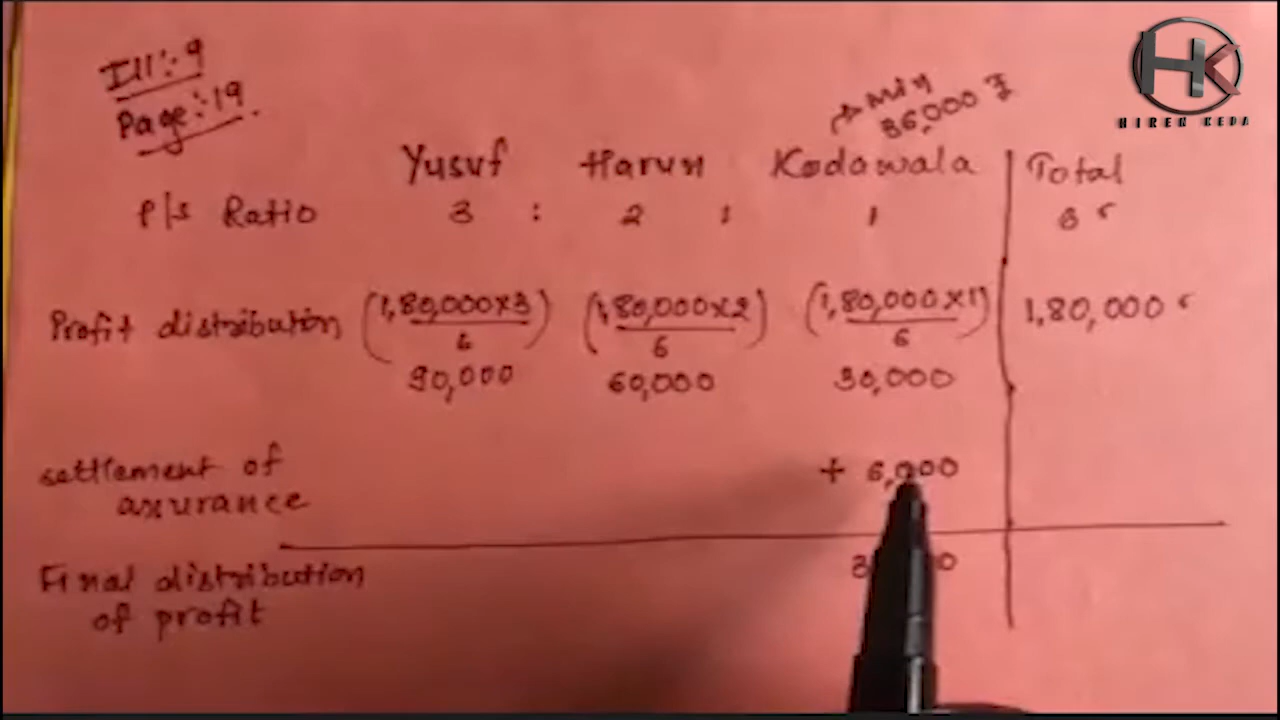 Ill:- 9
Page:- 19.
HK
HIREN KEDA
→ Min
36,000 ₹
Yusuf Harun Kodawala Total
P/s Ratio 3 : 2 : 1 6
Profit distribution (1,80,000×3 / 6) (1,80,000×2 / 6) (1,80,000×1 / 6) 1,80,000
90,000 60,000 30,000
settlement of + 6,000
assurance
Final distribution
of profit